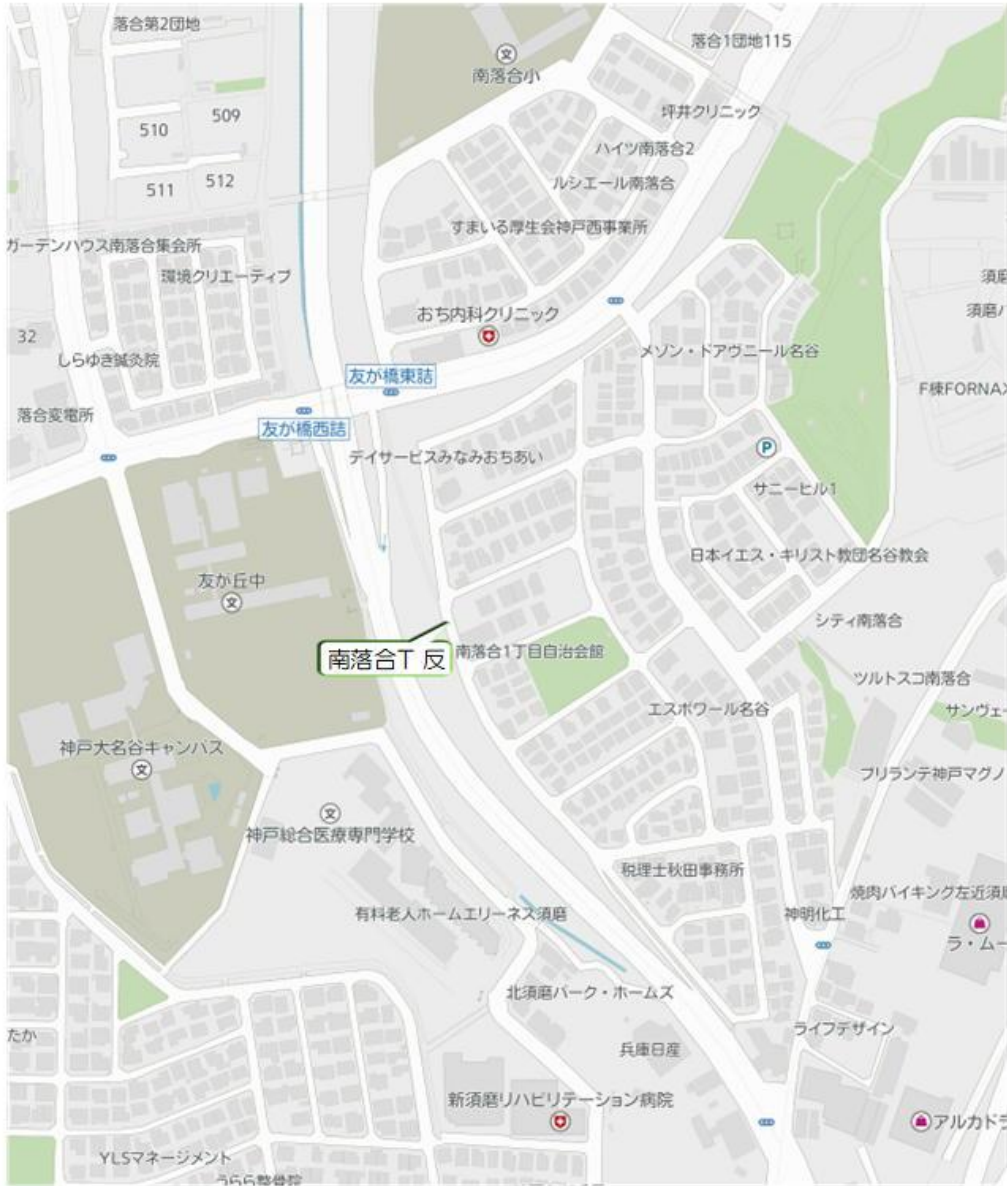 落合第2団地
落合1団地115
南落合小
坪井クリニック
509
510
ハイツ南落合2
ルシエール南落合
512
511
すまいる厚生会神戸西事業所
ガーデンハウス南落合集会所
環境クリエーティブ
須磨
須磨ハ
おち内科クリニック
32
メゾン・ドアヴニール名谷
しらゆき鍼灸院
友が橋東詰
F棟FORNAX
落合変電所
友が橋西詰
デイサービスみなみおちあい
P
サニーヒル1
日本イエス・キリスト教団名谷教会
友が丘中
文
シティ南落合
南落合T 反
南落合1丁目自治会館
ツルトスコ南落合
エスポワール名谷
サンヴェー
神戸大名谷キャンパス
文
ブリランテ神戸マグノ
文
神戸総合医療専門学校
税理士秋田事務所
焼肉バイキング左近須磨
有料老人ホームエリーネス須磨
神明化工
ラ・ムー
北須磨パーク・ホームズ
たか
ライフデザイン
兵庫日産
新須磨リハビリテーション病院
アルカドラ
YLSマネージメント
うらら整骨院